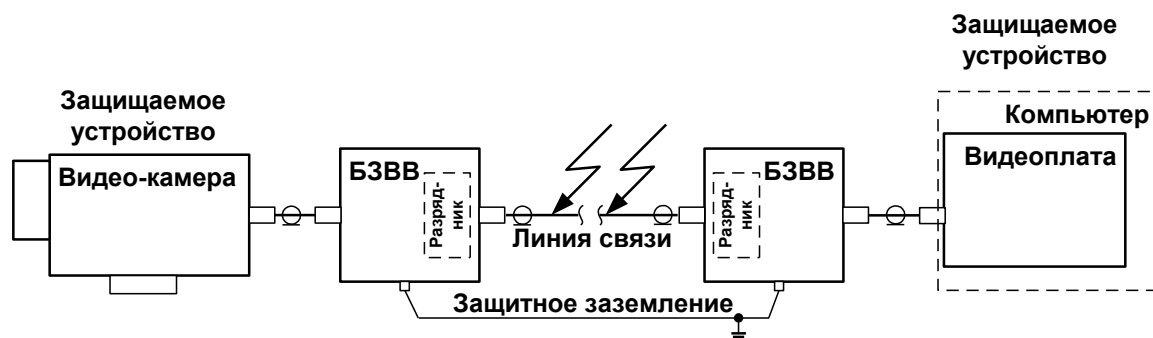 Защищаемое
устройство
Защищаемое
устройство
Компьютер
Видео-камера
БЗВВ
Разряд-
ник
Линия связи
БЗВВ
Разряд-
ник
Видеоплата
Защитное заземление